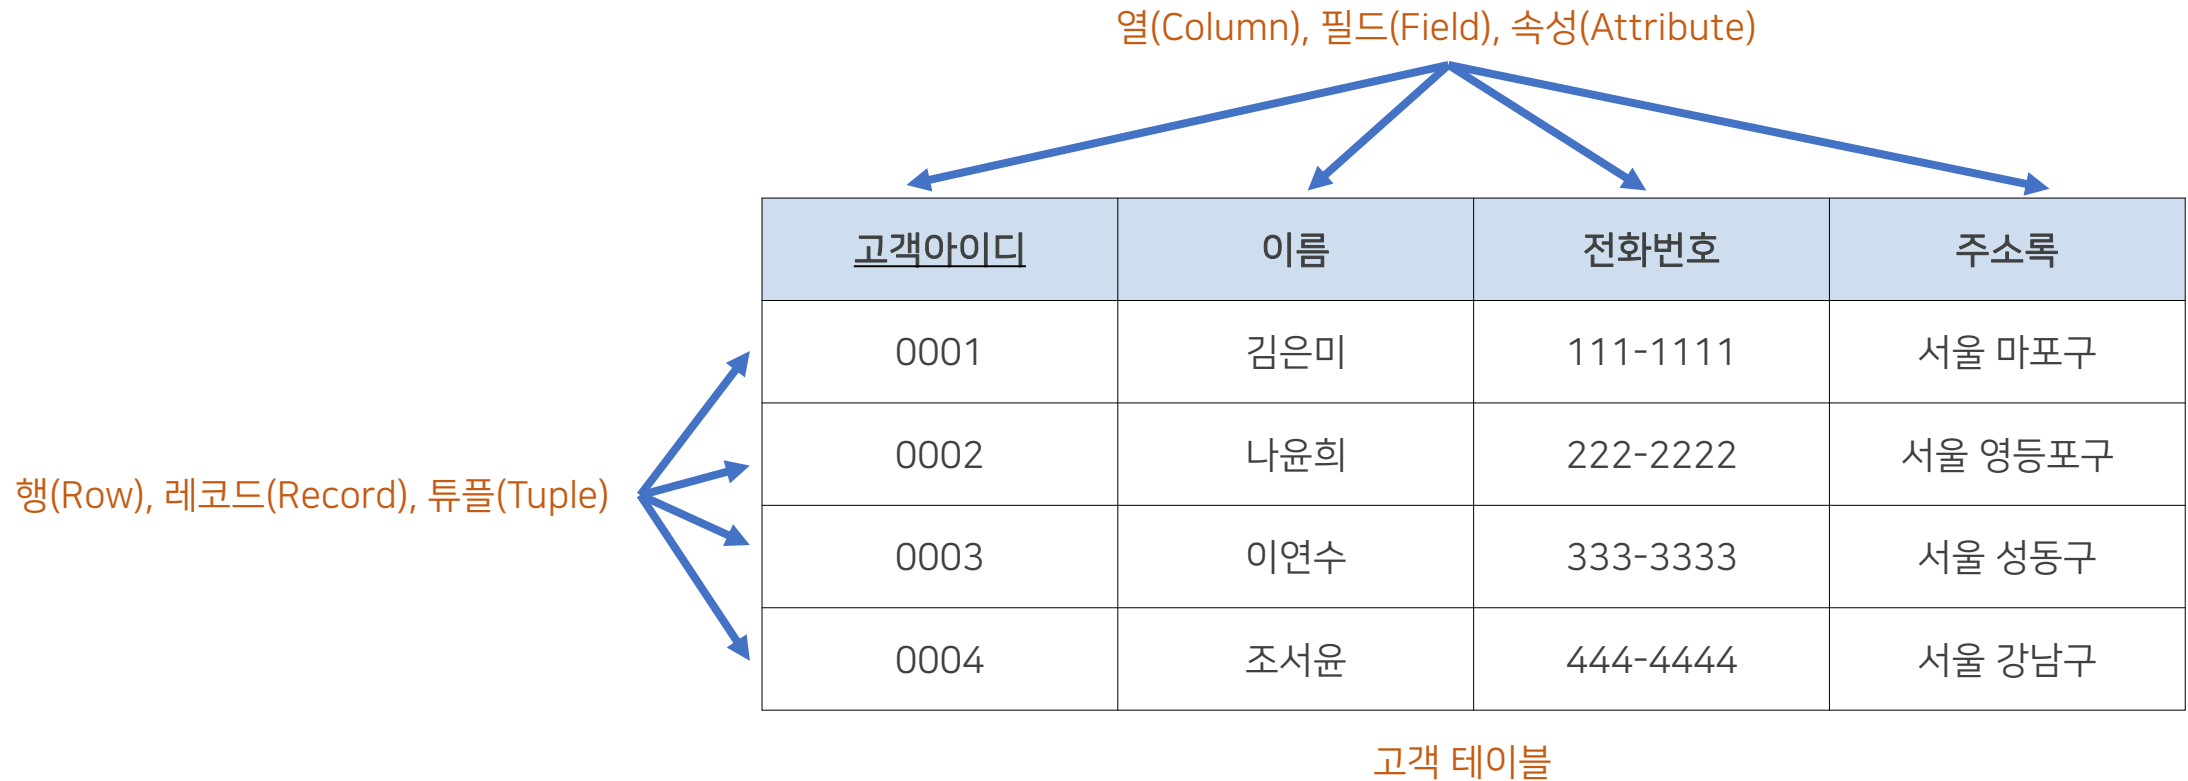 열(Column), 필드(Field), 속성(Attribute)
고객아이디 이름 전화번호 주소록
0001 김은미 111-1111 서울 마포구
0002 나윤희 222-2222 서울 영등포구
행(Row), 레코드(Record), 튜플(Tuple)
0003 이연수 333-3333 서울 성동구
0004 조서윤 444-4444 서울 강남구
고객 테이블